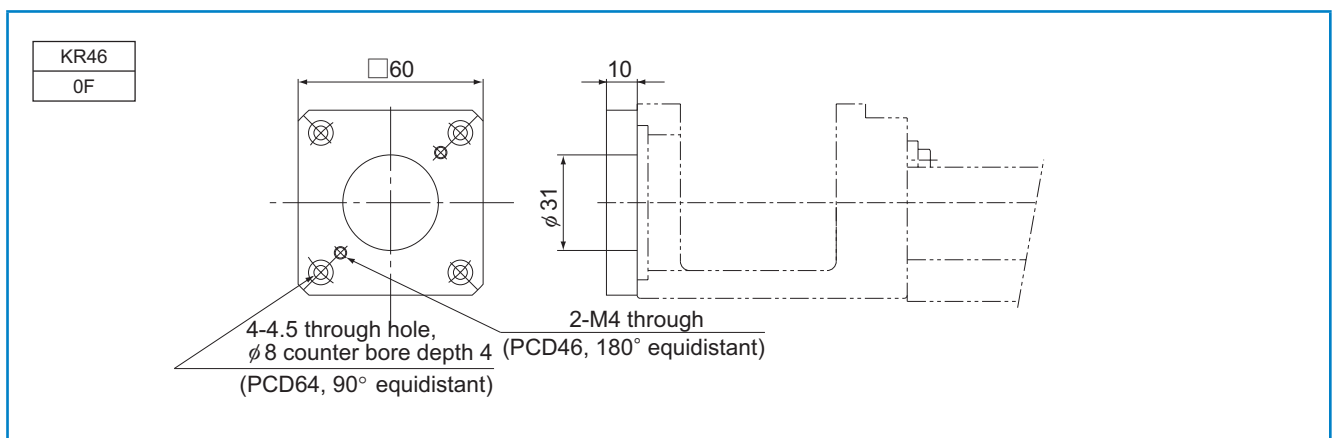 KR46
0F
□60
10
φ31
4-4.5 through hole,
φ8 counter bore depth 4
(PCD64, 90° equidistant)
2-M4 through
(PCD46, 180° equidistant)